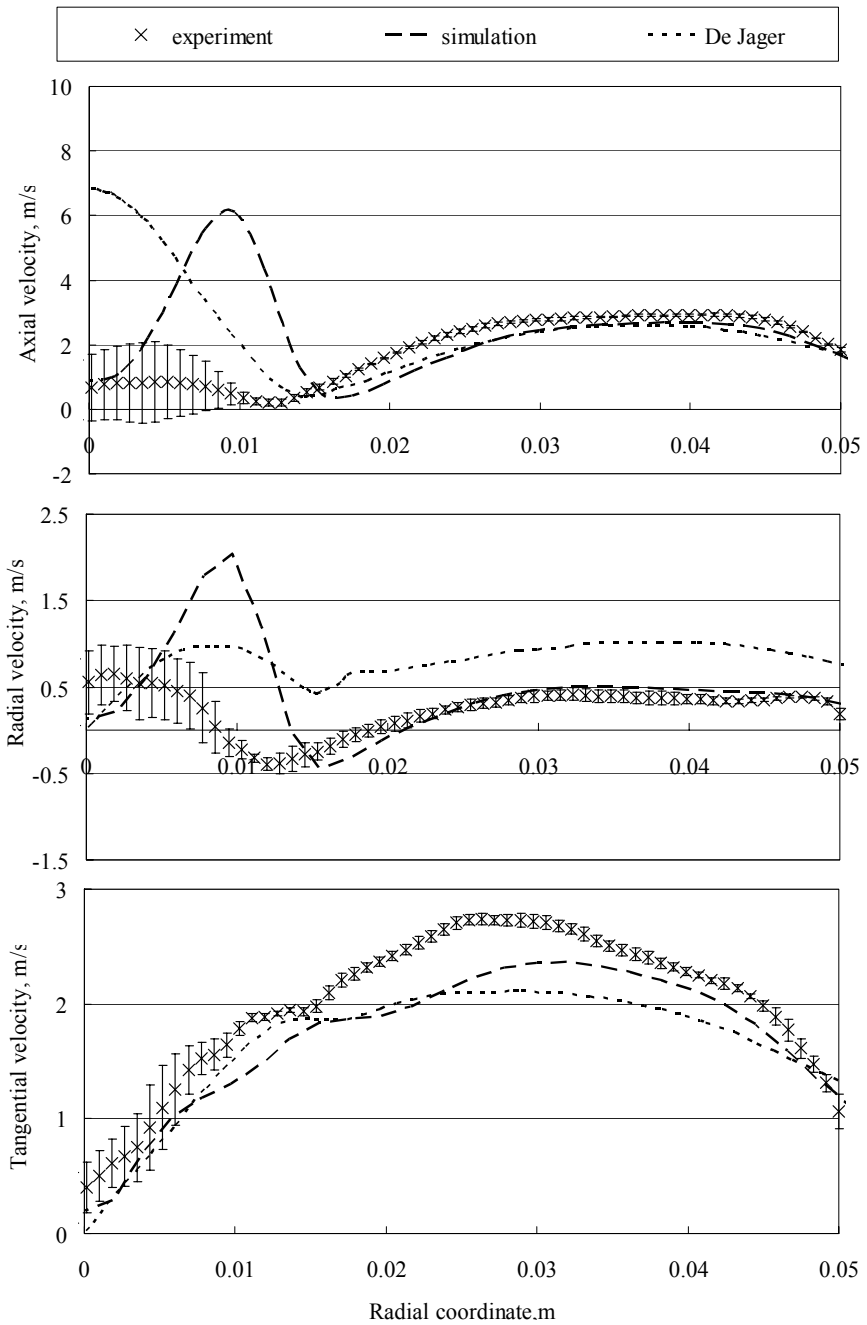 experiment simulation De Jager
10
8
6
4
2
0
-2
Axial velocity, m/s
0 0.01 0.02 0.03 0.04 0.05
2.5
1.5
0.5
-0.5
-1.5
Radial velocity, m/s
0 0.01 0.02 0.03 0.04 0.05
3
2
1
0
Tangential velocity, m/s
0 0.01 0.02 0.03 0.04 0.05
Radial coordinate,m